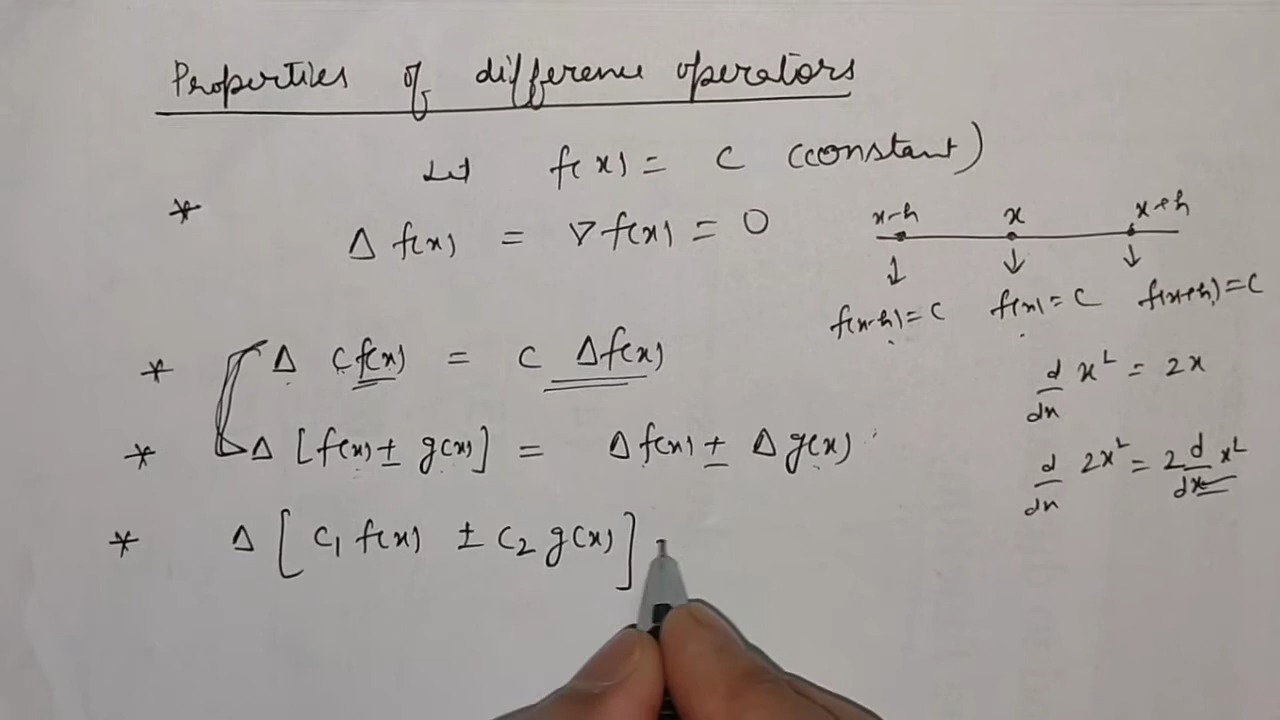 Properties of difference operators
Let f(x) = C (constant)
* Δ f(x) = ∇ f(x) = 0
x-h x x+h
↓ ↓ ↓
f(x-h) = C f(x) = C f(x+h) = C
* Δ C f(x) = C Δ f(x)
d/dx x² = 2x
* Δ [f(x) ± g(x)] = Δ f(x) ± Δ g(x)
d/dx 2x² = 2 d/dx x²
* Δ [C₁ f(x) ± C₂ g(x)]